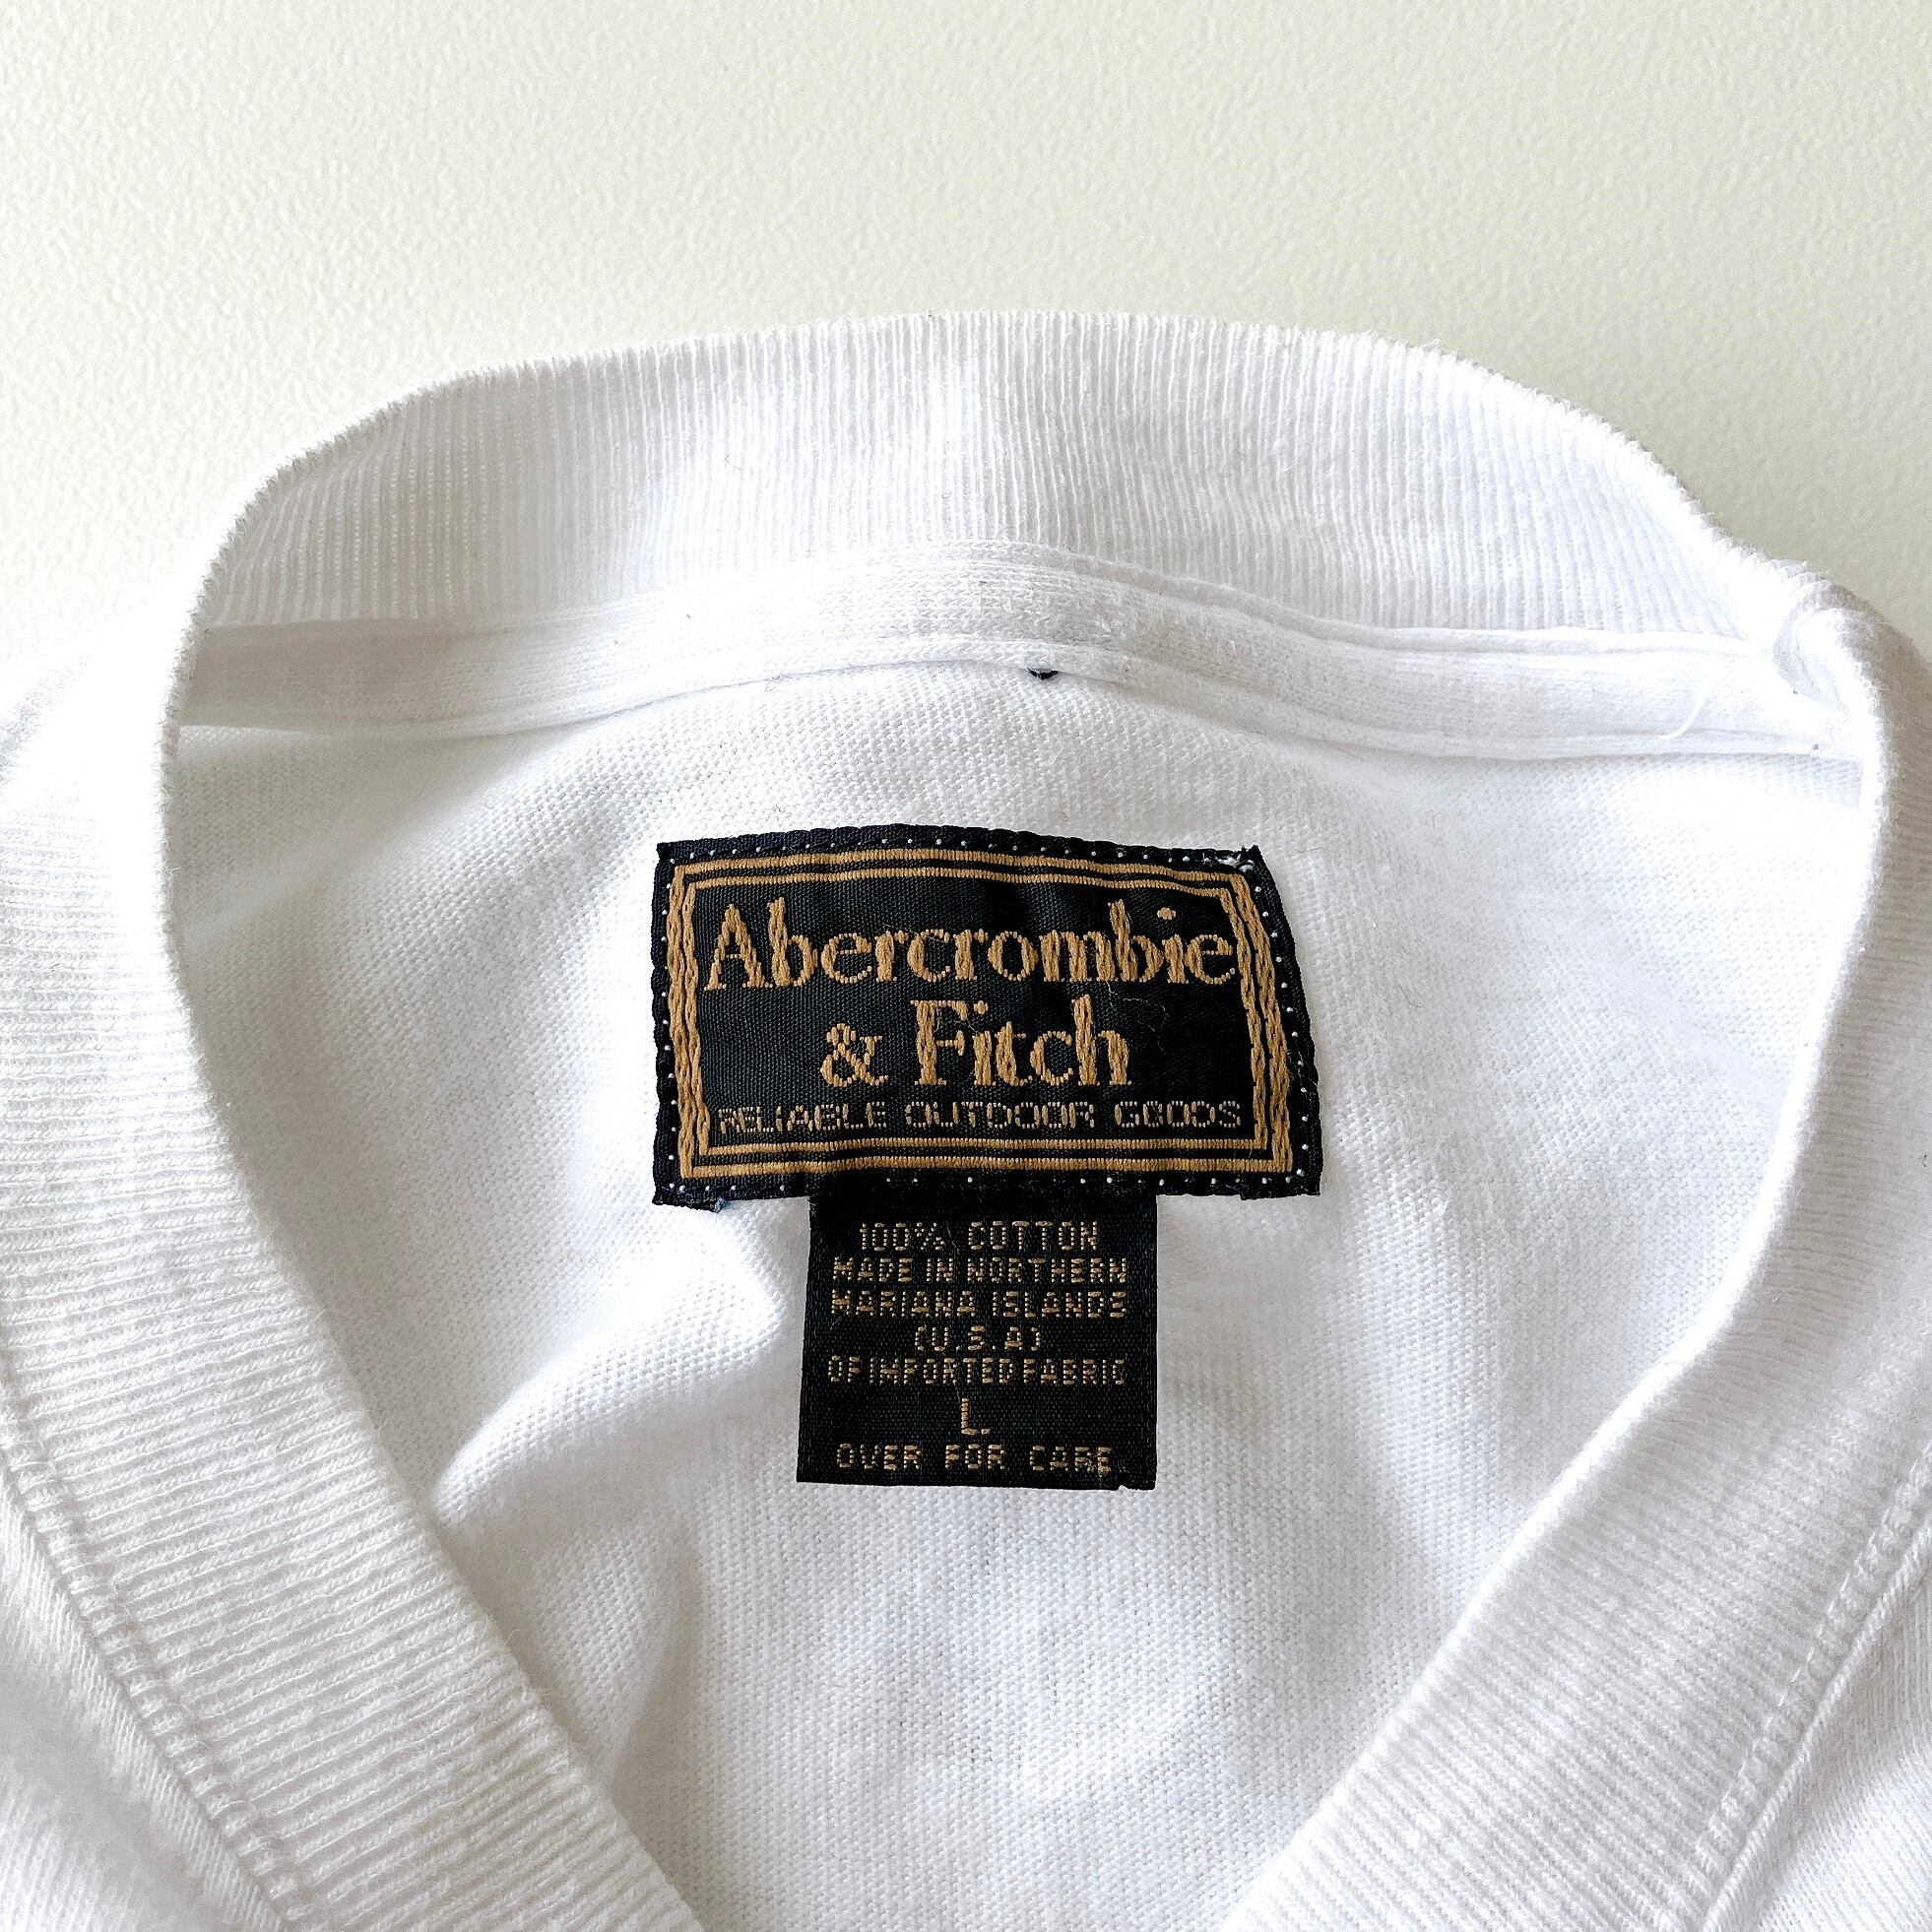 Abercrombie
& Fitch
RELIABLE OUTDOOR GOODS
100% COTTON
MADE IN NORTHERN
MARIANA ISLANDS
(U.S.A)
OF IMPORTED FABRIC
L
OVER FOR CARE